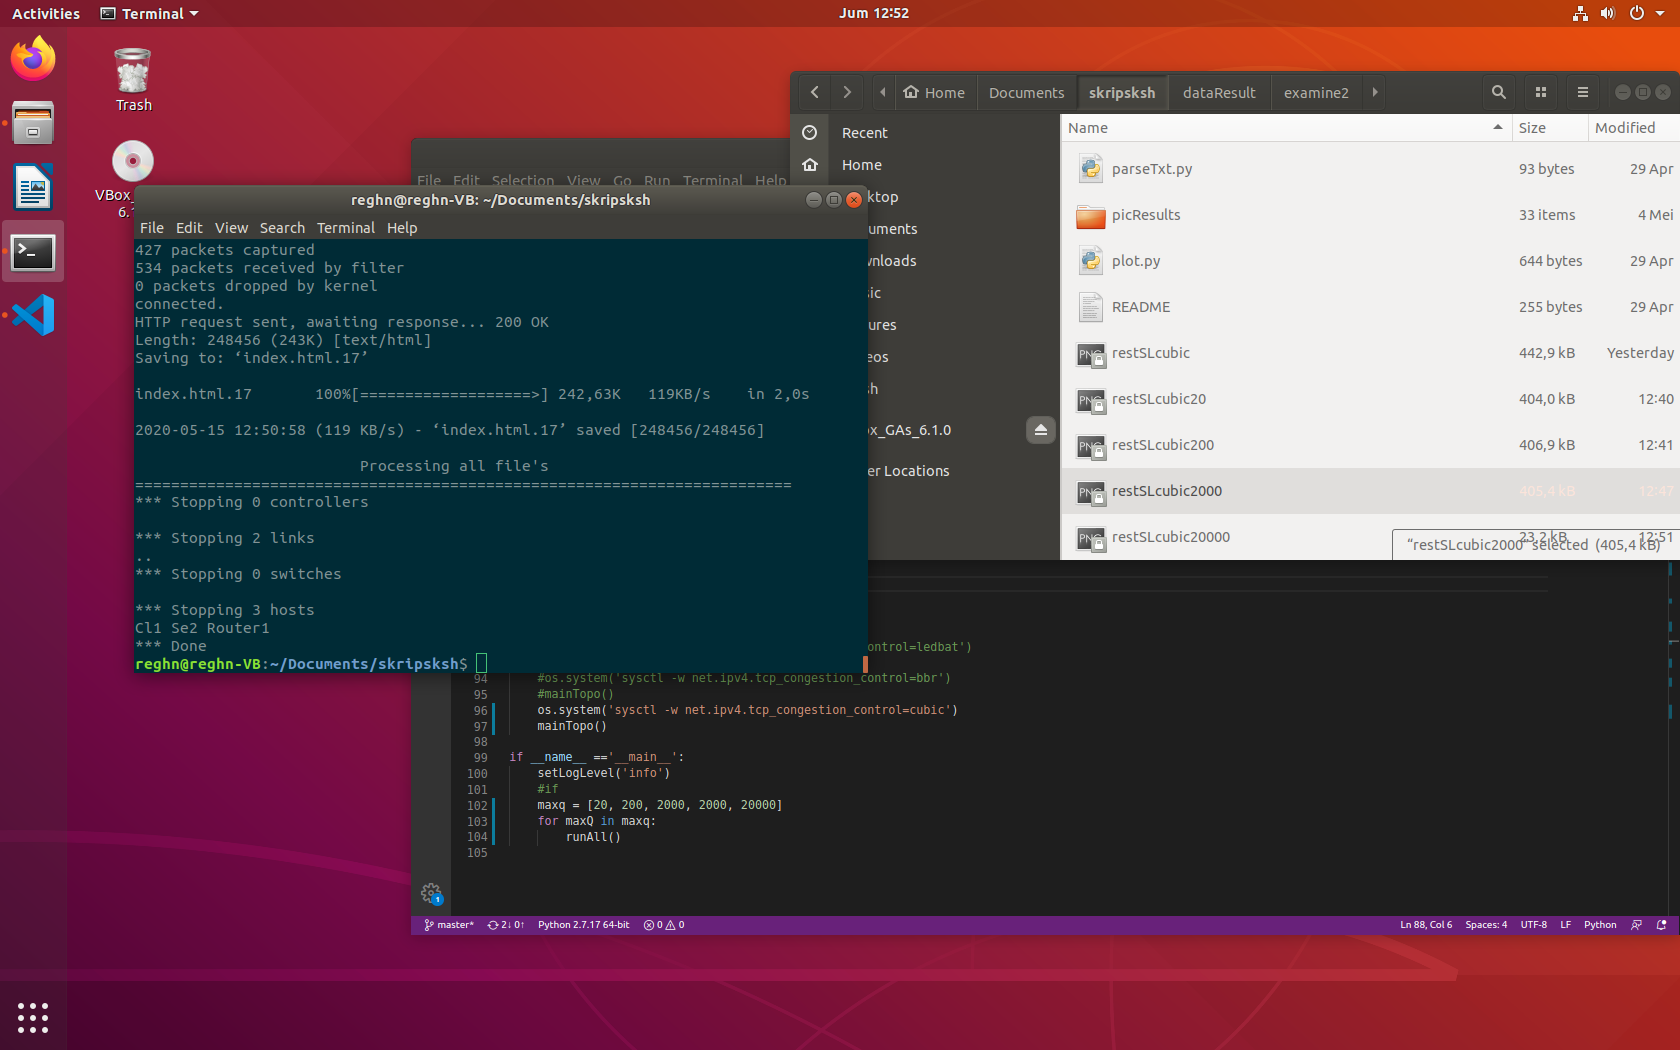 Activities
Terminal
Jum 12:52
Trash
VBox_
6.1
Home
Documents
skripsksh
dataResult
examine2
Recent
Home
ktop
uments
wnloads
sic
ures
eos
sh
ox_GAs_6.1.0
er Locations
Name Size Modified
parseTxt.py 93 bytes 29 Apr
picResults 33 items 4 Mei
plot.py 644 bytes 29 Apr
README 255 bytes 29 Apr
restSLcubic 442,9 kB Yesterday
restSLcubic20 404,0 kB 12:40
restSLcubic200 406,9 kB 12:41
restSLcubic2000 405,4 kB 12:47
restSLcubic20000 23,2 kB 12:51
“restSLcubic2000” selected (405,4 kB)
File Edit Selection View Go Run Terminal Help
reghn@reghn-VB: ~/Documents/skripsksh
File Edit View Search Terminal Help
427 packets captured
534 packets received by filter
0 packets dropped by kernel
connected.
HTTP request sent, awaiting response... 200 OK
Length: 248456 (243K) [text/html]
Saving to: ‘index.html.17’
index.html.17 100%[===================>] 242,63K 119KB/s in 2,0s
2020-05-15 12:50:58 (119 KB/s) - ‘index.html.17’ saved [248456/248456]
Processing all file's
=========================================================================
*** Stopping 0 controllers
*** Stopping 2 links
..
*** Stopping 0 switches
*** Stopping 3 hosts
Cl1 Se2 Router1
*** Done
reghn@reghn-VB:~/Documents/skripsksh$
ontrol=ledbat')
94 #os.system('sysctl -w net.ipv4.tcp_congestion_control=bbr')
95 #mainTopo()
96 os.system('sysctl -w net.ipv4.tcp_congestion_control=cubic')
97 mainTopo()
98
99 if __name__ =='__main__':
100 setLogLevel('info')
101 #if
102 maxq = [20, 200, 2000, 2000, 20000]
103 for maxQ in maxq:
104 runAll()
105
1
master* 2↓ 0↑ Python 2.7.17 64-bit 0 0
Ln 88, Col 6 Spaces: 4 UTF-8 LF Python